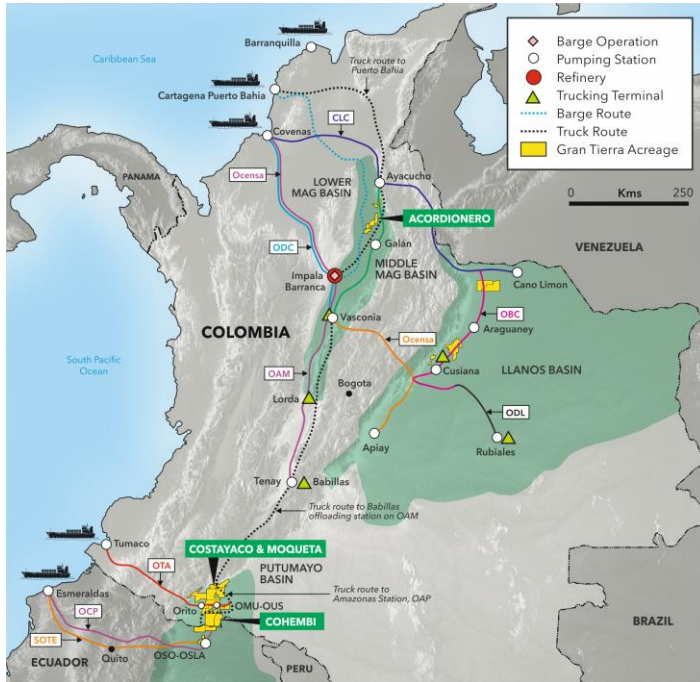 Caribbean Sea
Barranquilla
Truck route to
Puerto Bahia
Cartagena Puerto Bahia
Barge Operation
Pumping Station
Refinery
Trucking Terminal
Barge Route
Truck Route
Gran Tierra Acreage
0
250
Kms
Covenas
CLC
PANAMA
Ocensa
LOWER
MAG BASIN
Ayacucho
ACORDIONERO
ODC
Galán
VENEZUELA
Impala
Barranca
MIDDLE
MAG BASIN
Cano Limon
COLOMBIA
Vasconia
Ocensa
OBC
Araguaney
South Pacific
Ocean
OAM
Bogota
Cusiana
LLANOS BASIN
Lorda
ODL
Apiay
Rubiales
Tenay
Babillas
Truck route to Babillas
offloading station on OAM
Tumaco
COSTAYACO & MOQUETA
OTA
PUTUMAYO
BASIN
Truck route to
Amazonas Station, OAP
Esmeraldas
OCP
Orito
OMU-OUS
COHEMBI
SOTE
ECUADOR
Quito
OSO-OSLA
PERU
BRAZIL